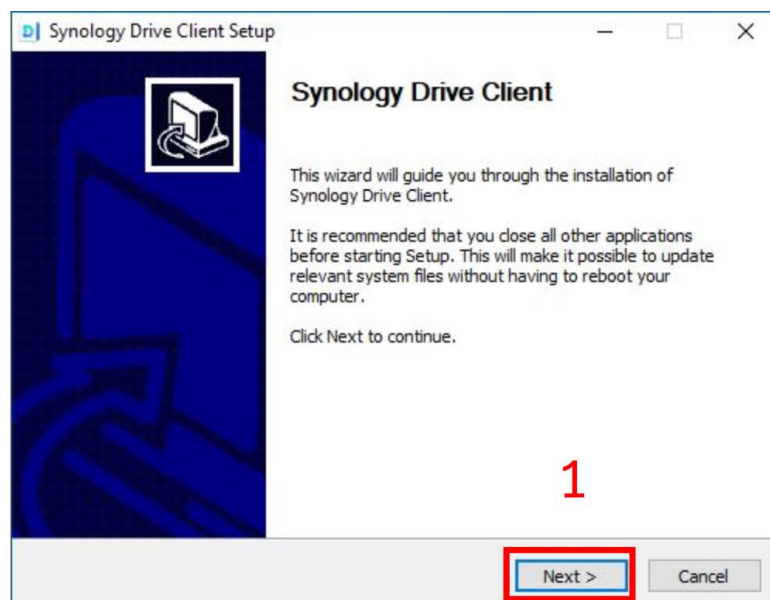 Synology Drive Client Setup
Synology Drive Client
This wizard will guide you through the installation of
Synology Drive Client.
It is recommended that you close all other applications
before starting Setup. This will make it possible to update
relevant system files without having to reboot your
computer.
Click Next to continue.
1
Next >
Cancel